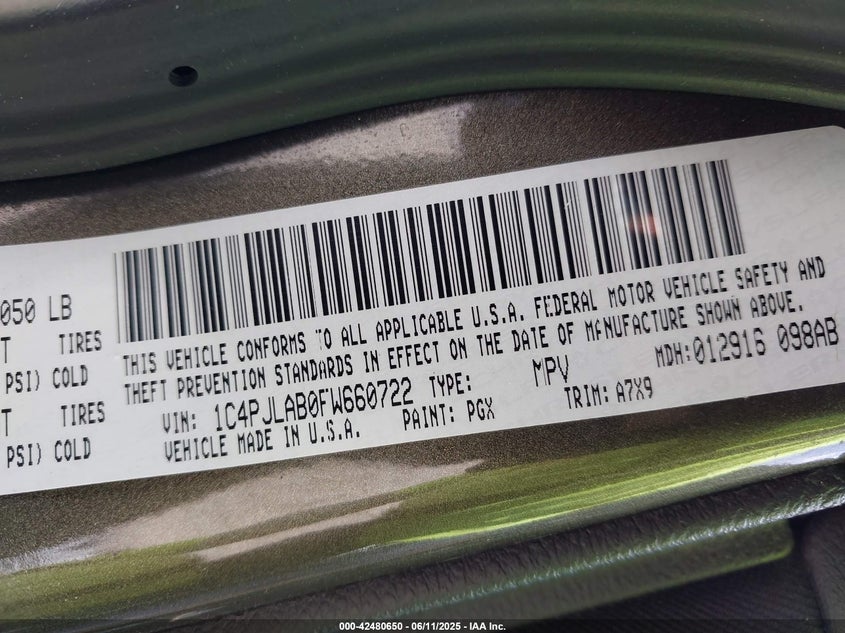 050 LB
T TIRES
PSI) COLD
T TIRES
PSI) COLD
THIS VEHICLE CONFORMS TO ALL APPLICABLE U.S.A. FEDERAL MOTOR VEHICLE SAFETY AND
THEFT PREVENTION STANDARDS IN EFFECT ON THE DATE OF MANUFACTURE SHOWN ABOVE.
VIN: 1C4PJLAB0FW660722 TYPE: MPV MDH: 012916 098AB
VEHICLE MADE IN U.S.A. PAINT: PGX TRIM: A7X9
000-42480650 - 06/11/2025 - IAA Inc.